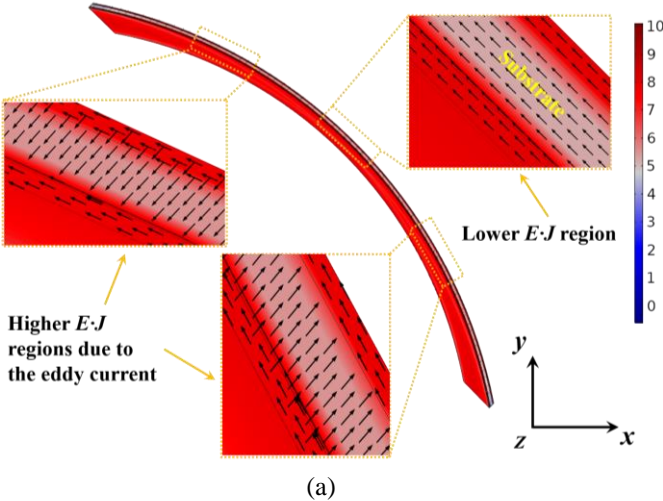 10
9
8
7
6
5
4
3
2
1
0
Substrate
Lower E·J region
Higher E·J
regions due to
the eddy current
y
z
x
(a)